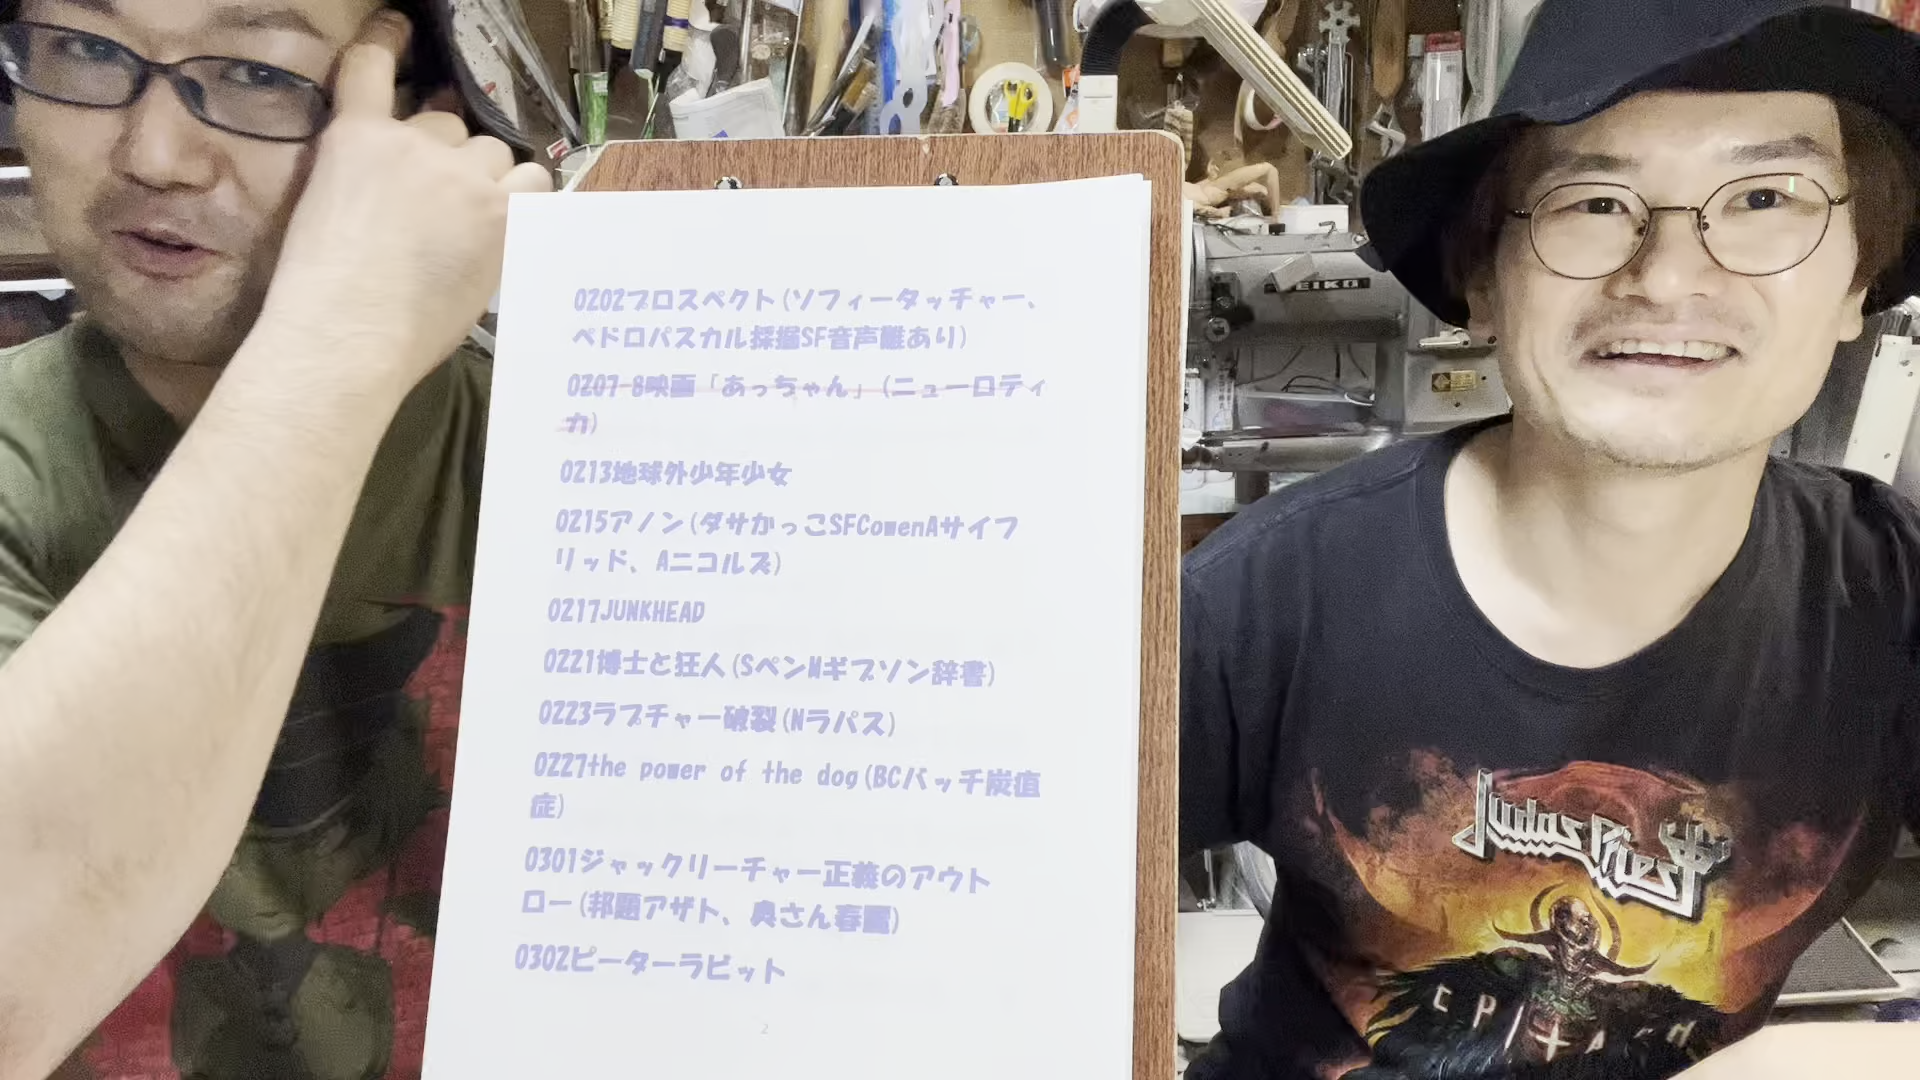 0202プロスペクト(ソフィータッチャー、
ペドロパスカル採掘SF音声難あり)
0207-8映画「あっちゃん」(ニューロティ
カ)
0213地球外少年少女
0215アノン(ダサかっこSFCowenAサイフ
リッド、Aニコルズ)
0217JUNKHEAD
0221博士と狂人(SペンMギブソン辞書)
0223ラプチャー破裂(Nラパス)
0227the power of the dog(BCバッチ炭疽
症)
0301ジャックリーチャー正義のアウト
ロー(邦題アザト、奥さん春麗)
0302ピーターラビット
2
EIKO
Judas Priest
EPITAPH